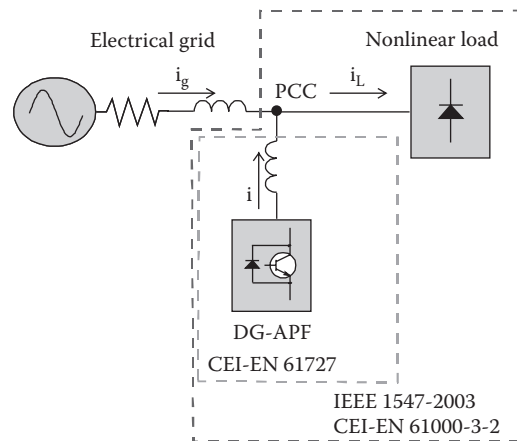 Electrical grid
Nonlinear load
i_g
PCC
i_L
i
DG-APF
CEI-EN 61727
IEEE 1547-2003
CEI-EN 61000-3-2